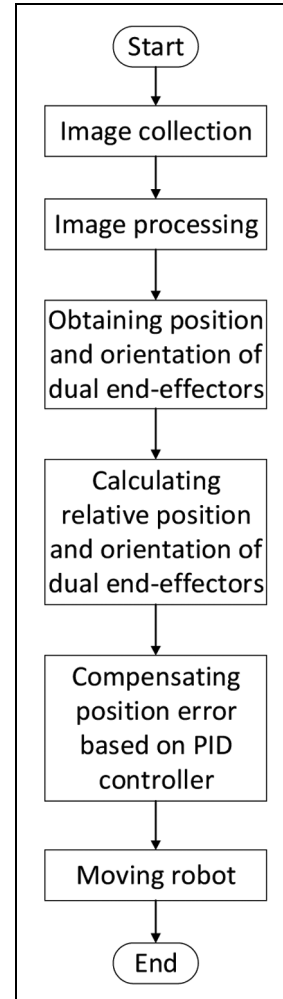 Start
Image collection
Image processing
Obtaining position
and orientation of
dual end-effectors
Calculating
relative position
and orientation of
dual end-effectors
Compensating
position error
based on PID
controller
Moving robot
End